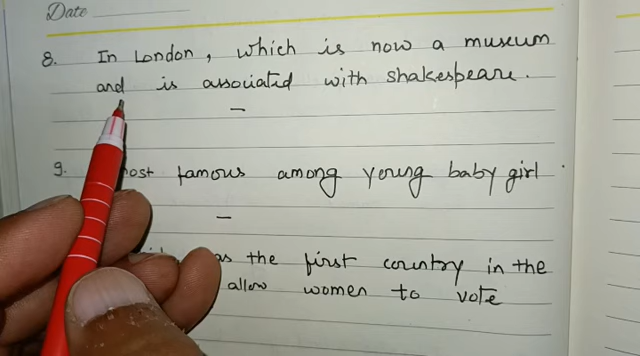 Date
8. In London, which is now a museum
and is associated with Shakespeare.
–
9. most famous among young baby girl
–
as the first country in the
allow women to vote